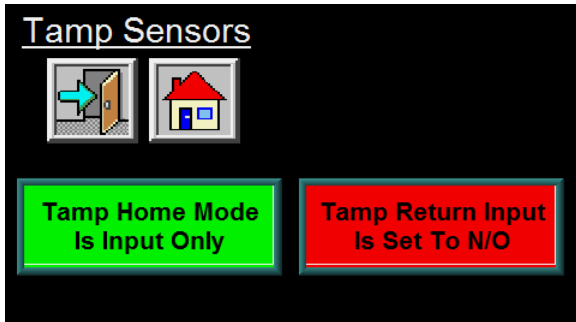 Tamp Sensors
Tamp Home Mode
Is Input Only
Tamp Return Input
Is Set To N/O